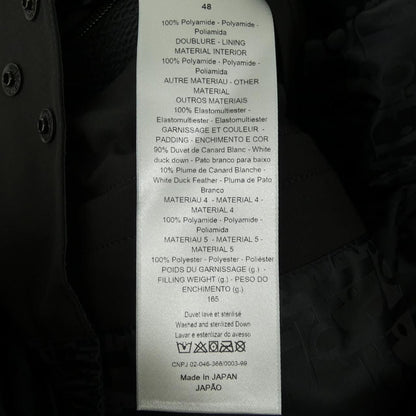 48
100% Polyamide - Polyamide -
Poliamida
DOUBLURE - LINING
MATERIAL INTERIOR
100% Polyamide - Polyamide -
Poliamida
AUTRE MATERIAU - OTHER
MATERIAL
OUTROS MATERIAIS
100% Elastomultiester -
Elastomultiester - Elastomultiester
GARNISSAGE ET COULEUR -
PADDING - ENCHIMENTO E COR
90% Duvet de Canard Blanc - White
duck down - Pato branco para baixo
10% Plume de Canard Blanche -
White Duck Feather - Pluma de Pato
Branco
MATERIAU 4 - MATERIAL 4 -
MATERIAL 4
100% Polyamide - Polyamide -
Poliamida
MATERIAU 5 - MATERIAL 5 -
MATERIAL 5
100% Polyester - Polyester - Poliéster
POIDS DU GARNISSAGE (g.) -
FILLING WEIGHT (g.) - PESO DO
ENCHIMENTO (g.)
165
Duvet lavé et stérilisé
Washed and sterilized Down
Lavar é esterilizo do avesso
CNPJ 02-046-368/0003-99
Made In JAPAN
JAPÃO